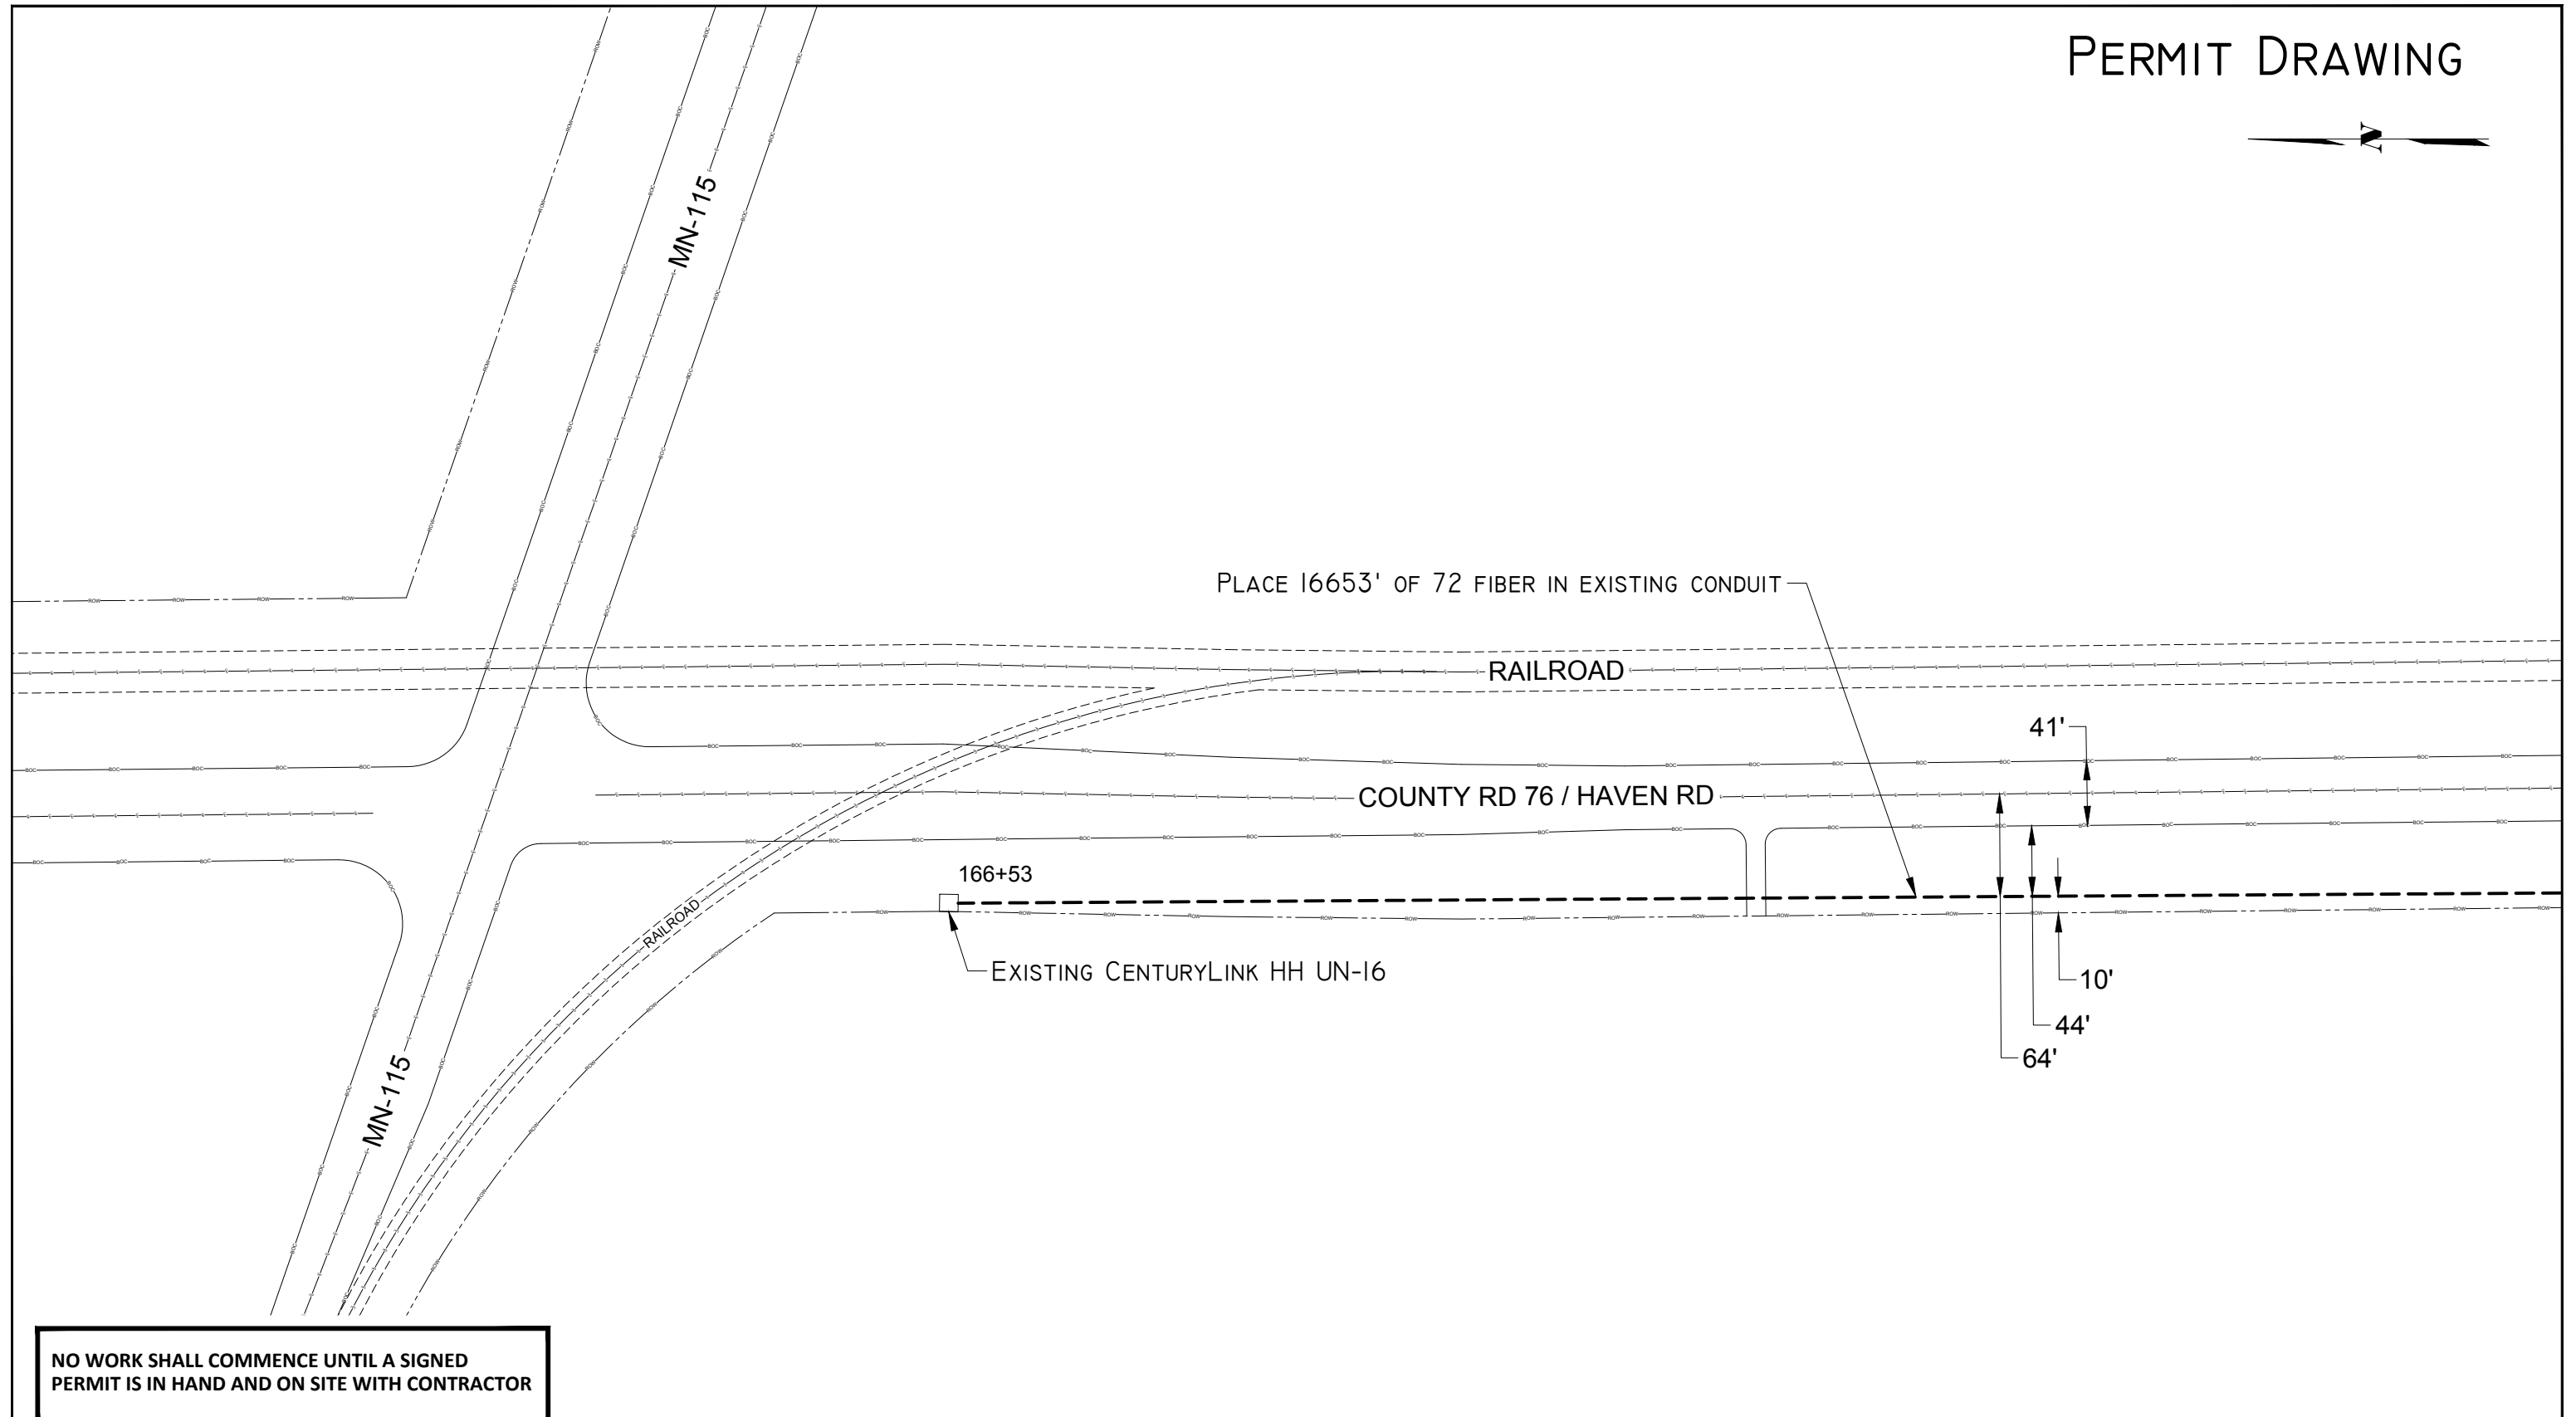 PERMIT DRAWING
N
MN-115
PLACE 16653' OF 72 FIBER IN EXISTING CONDUIT
RAILROAD
41'
COUNTY RD 76 / HAVEN RD
166+53
RAILROAD
EXISTING CENTURYLINK HH UN-16
10'
44'
64'
MN-115
NO WORK SHALL COMMENCE UNTIL A SIGNED
PERMIT IS IN HAND AND ON SITE WITH CONTRACTOR
ROW
BOC